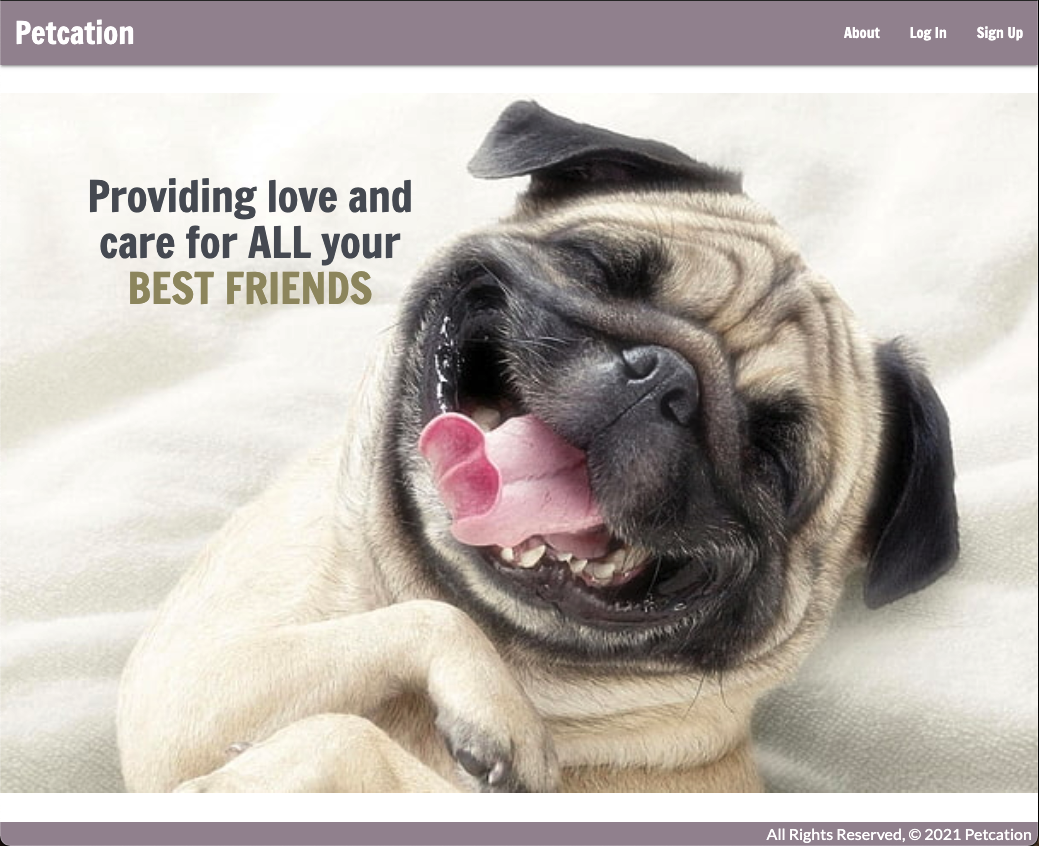 Petcation
About Log In Sign Up
Providing love and
care for ALL your
BEST FRIENDS
All Rights Reserved, © 2021 Petcation